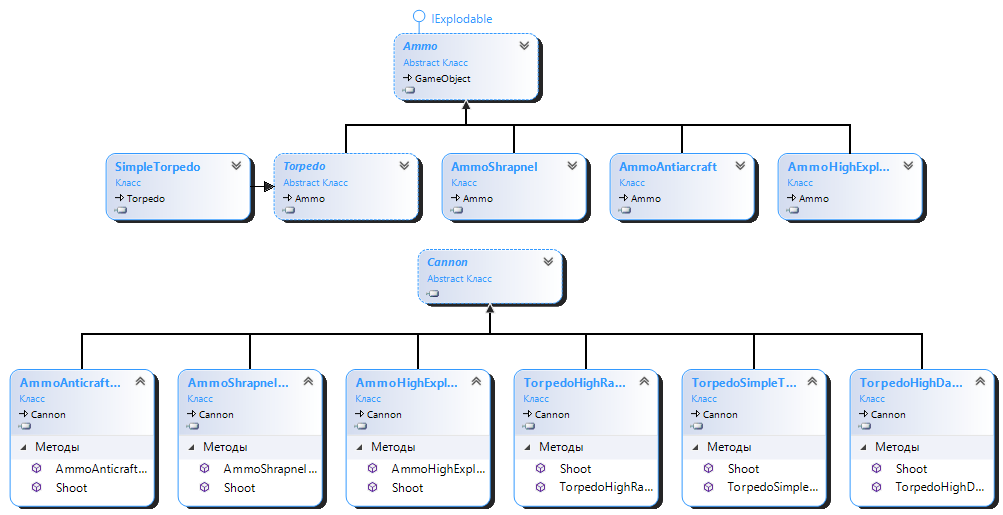 IExplodable
Ammo
Abstract Класс
GameObject
SimpleTorpedo
Класс
Torpedo
Torpedo
Abstract Класс
Ammo
AmmoShrapnel
Класс
Ammo
AmmoAntiarcraft
Класс
Ammo
AmmoHighExpl...
Класс
Ammo
Cannon
Abstract Класс
AmmoAnticraft...
Класс
Cannon
Методы
AmmoAnticraft...
Shoot
AmmoShrapnel...
Класс
Cannon
Методы
AmmoShrapnel...
Shoot
AmmoHighExpl...
Класс
Cannon
Методы
AmmoHighExpl...
Shoot
TorpedoHighRa...
Класс
Cannon
Методы
Shoot
TorpedoHighRa...
TorpedoSimpleT...
Класс
Cannon
Методы
Shoot
TorpedoSimple...
TorpedoHighDa...
Класс
Cannon
Методы
Shoot
TorpedoHighD...